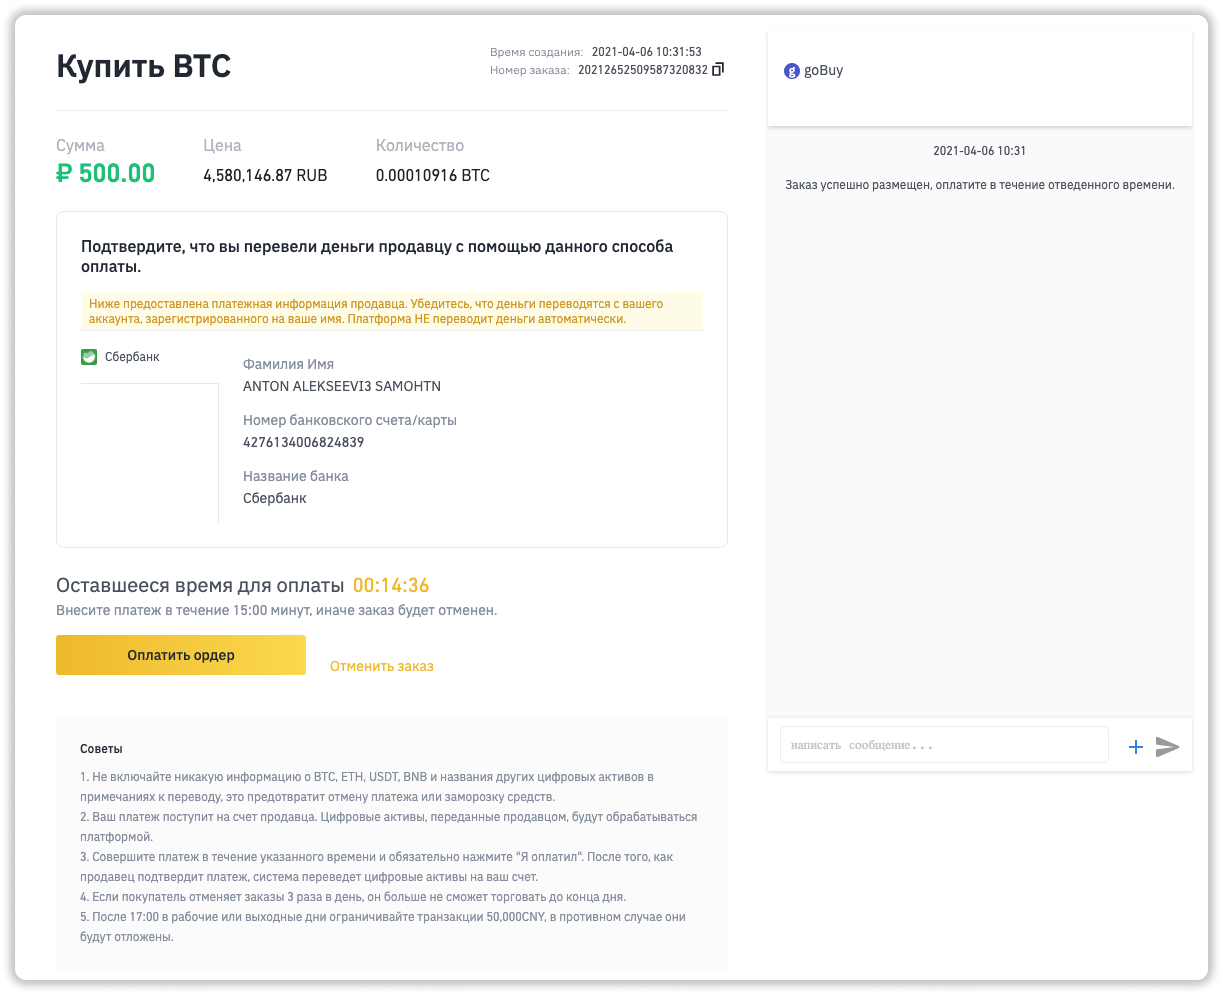 Купить BTC
Время создания: 2021-04-06 10:31:53
Номер заказа: 20212652509587320832
Сумма
₽ 500.00
Цена
4,580,146.87 RUB
Количество
0.00010916 BTC
Подтвердите, что вы перевели деньги продавцу с помощью данного способа
оплаты.
Ниже предоставлена платежная информация продавца. Убедитесь, что деньги переводятся с вашего
аккаунта, зарегистрированного на ваше имя. Платформа НЕ переводит деньги автоматически.
Сбербанк
Фамилия Имя
ANTON ALEKSEEVI3 SAMOHTN
Номер банковского счета/карты
4276134006824839
Название банка
Сбербанк
Оставшееся время для оплаты 00:14:36
Внесите платеж в течение 15:00 минут, иначе заказ будет отменен.
Оплатить ордер
Отменить заказ
Советы
1. Не включайте никакую информацию о BTC, ETH, USDT, BNB и названия других цифровых активов в
примечаниях к переводу, это предотвратит отмену платежа или заморозку средств.
2. Ваш платеж поступит на счет продавца. Цифровые активы, переданные продавцом, будут обрабатываться
платформой.
3. Совершите платеж в течение указанного времени и обязательно нажмите "Я оплатил". После того, как
продавец подтвердит платеж, система переведет цифровые активы на ваш счет.
4. Если покупатель отменяет заказы 3 раза в день, он больше не сможет торговать до конца дня.
5. После 17:00 в рабочие или выходные дни ограничивайте транзакции 50,000CNY, в противном случае они
будут отложены.
g goBuy
2021-04-06 10:31
Заказ успешно размещен, оплатите в течение отведенного времени.
написать сообщение...